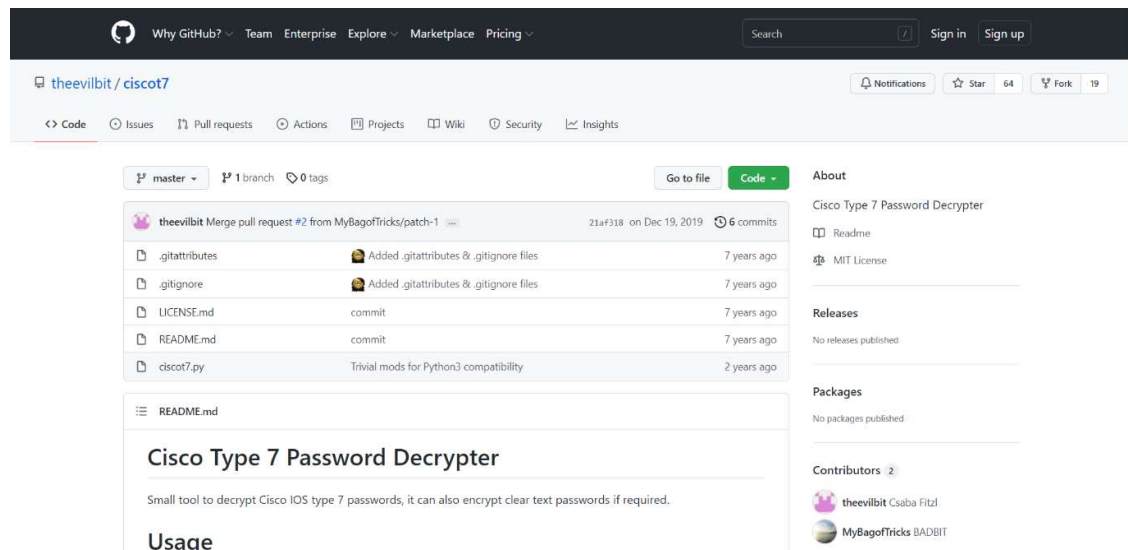 Why GitHub? Team Enterprise Explore Marketplace Pricing Search / Sign in Sign up
theevilbit / ciscot7 Notifications Star 64 Fork 19
<> Code Issues Pull requests Actions Projects Wiki Security Insights
master 1 branch 0 tags Go to file Code
theevilbit Merge pull request #2 from MyBagofTricks/patch-1 ... 21af318 on Dec 19, 2019 6 commits
.gitattributes Added .gitattributes & .gitignore files 7 years ago
.gitignore Added .gitattributes & .gitignore files 7 years ago
LICENSE.md commit 7 years ago
README.md commit 7 years ago
ciscot7.py Trivial mods for Python3 compatibility 2 years ago
README.md
Cisco Type 7 Password Decrypter
Small tool to decrypt Cisco IOS type 7 passwords, it can also encrypt clear text passwords if required.
Usage
About
Cisco Type 7 Password Decrypter
Readme
MIT License
Releases
No releases published
Packages
No packages published
Contributors 2
theevilbit Csaba Fitzl
MyBagofTricks BADBIT